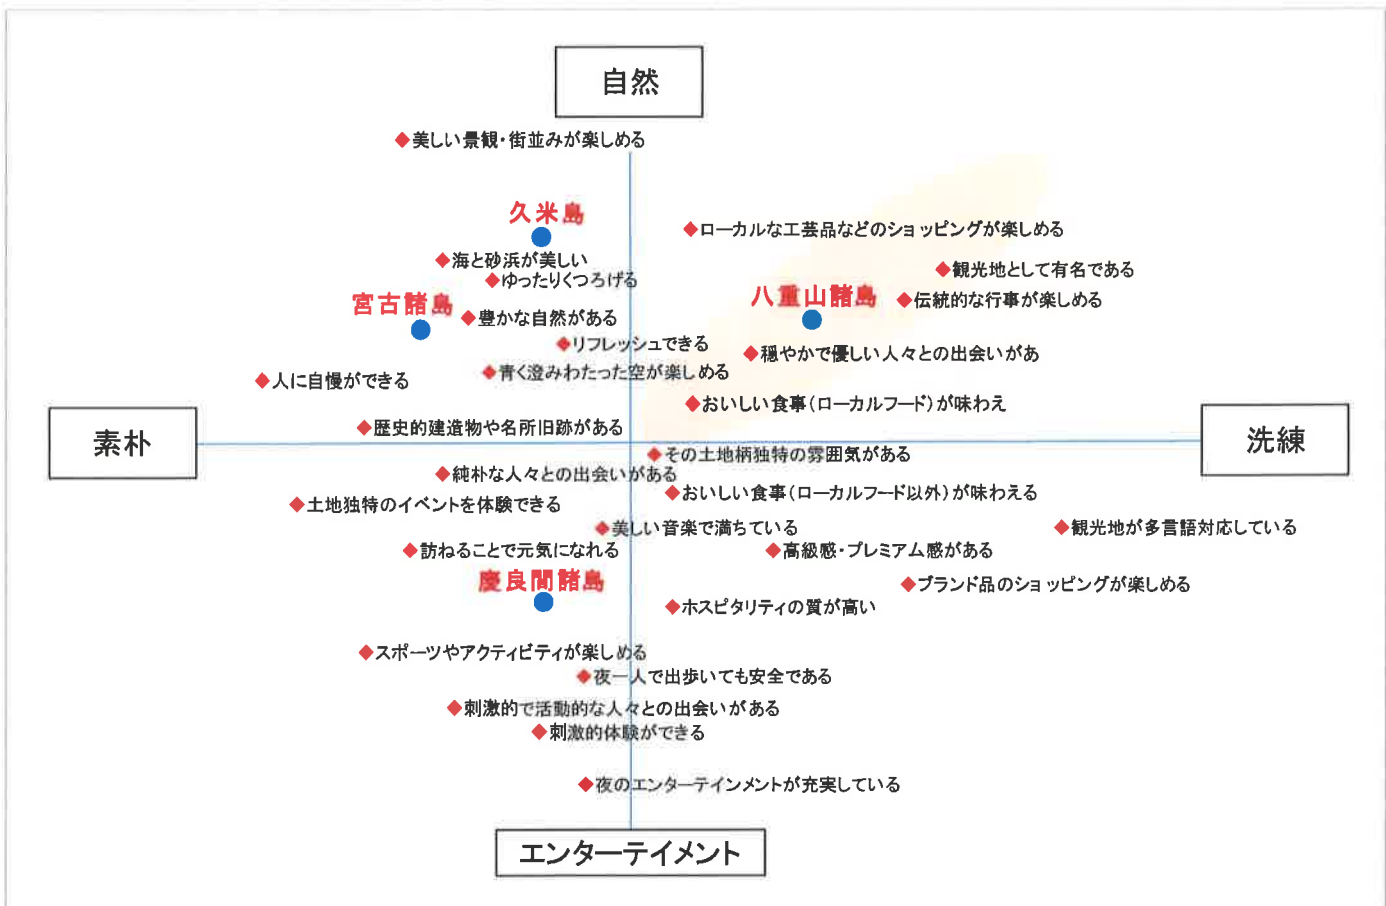 自然
美しい景観・街並みが楽しめる
久米島
ローカルな工芸品などのショッピングが楽しめる
海と砂浜が美しい
観光地として有名である
ゆったりくつろげる
宮古諸島
八重山諸島
伝統的な行事が楽しめる
豊かな自然がある
リフレッシュできる
穏やかで優しい人々との出会いがあ
青く澄みわたった空が楽しめる
人に自慢ができる
おいしい食事(ローカルフード)が味わえ
歴史的建造物や名所旧跡がある
素朴
洗練
その土地柄独特の雰囲気がある
純朴な人々との出会いがある
おいしい食事(ローカルフード以外)が味わえる
土地独特のイベントを体験できる
美しい音楽で満ちている
観光地が多言語対応している
訪ねることで元気になれる
高級感・プレミアム感がある
慶良間諸島
ブランド品のショッピングが楽しめる
ホスピタリティの質が高い
スポーツやアクティビティが楽しめる
夜一人で出歩いても安全である
刺激的で活動的な人々との出会いがある
刺激的体験ができる
夜のエンターテインメントが充実している
エンターテイメント